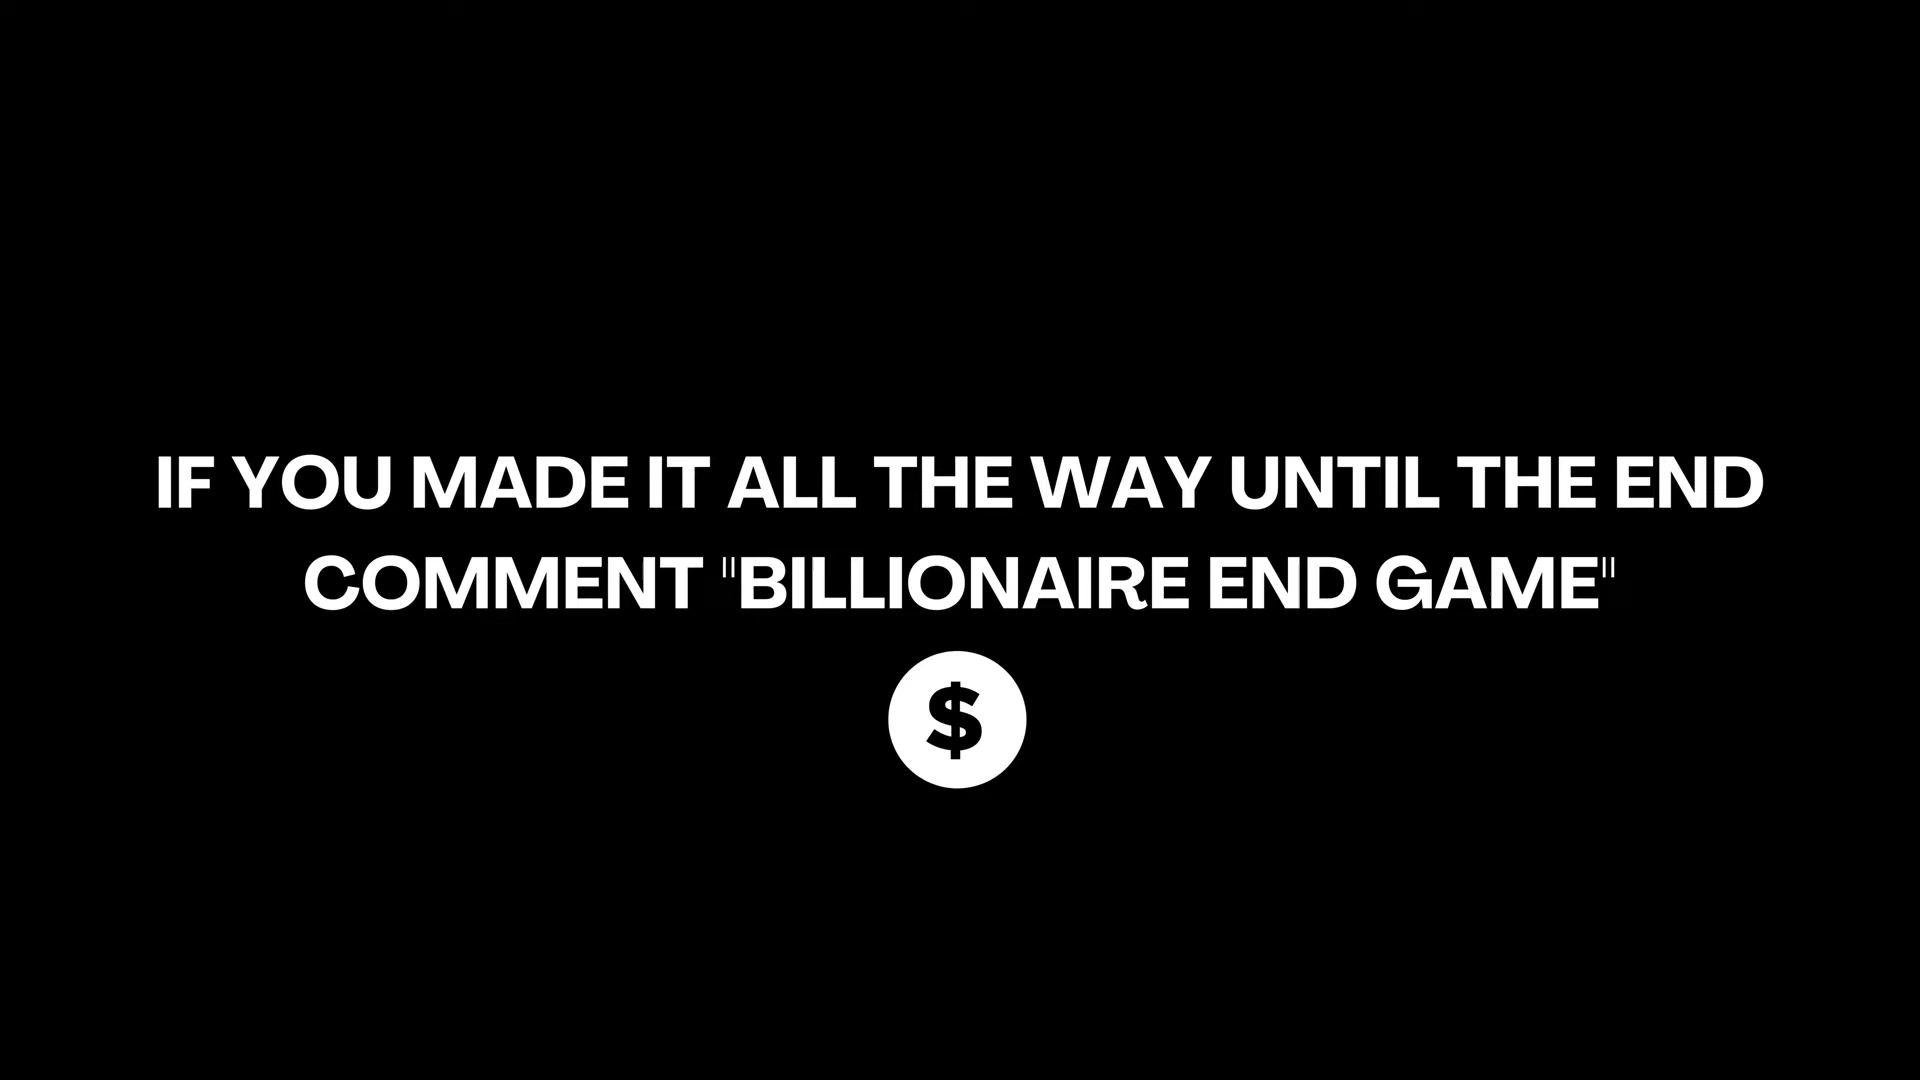 IF YOU MADE IT ALL THE WAY UNTIL THE END
COMMENT "BILLIONAIRE END GAME"
$